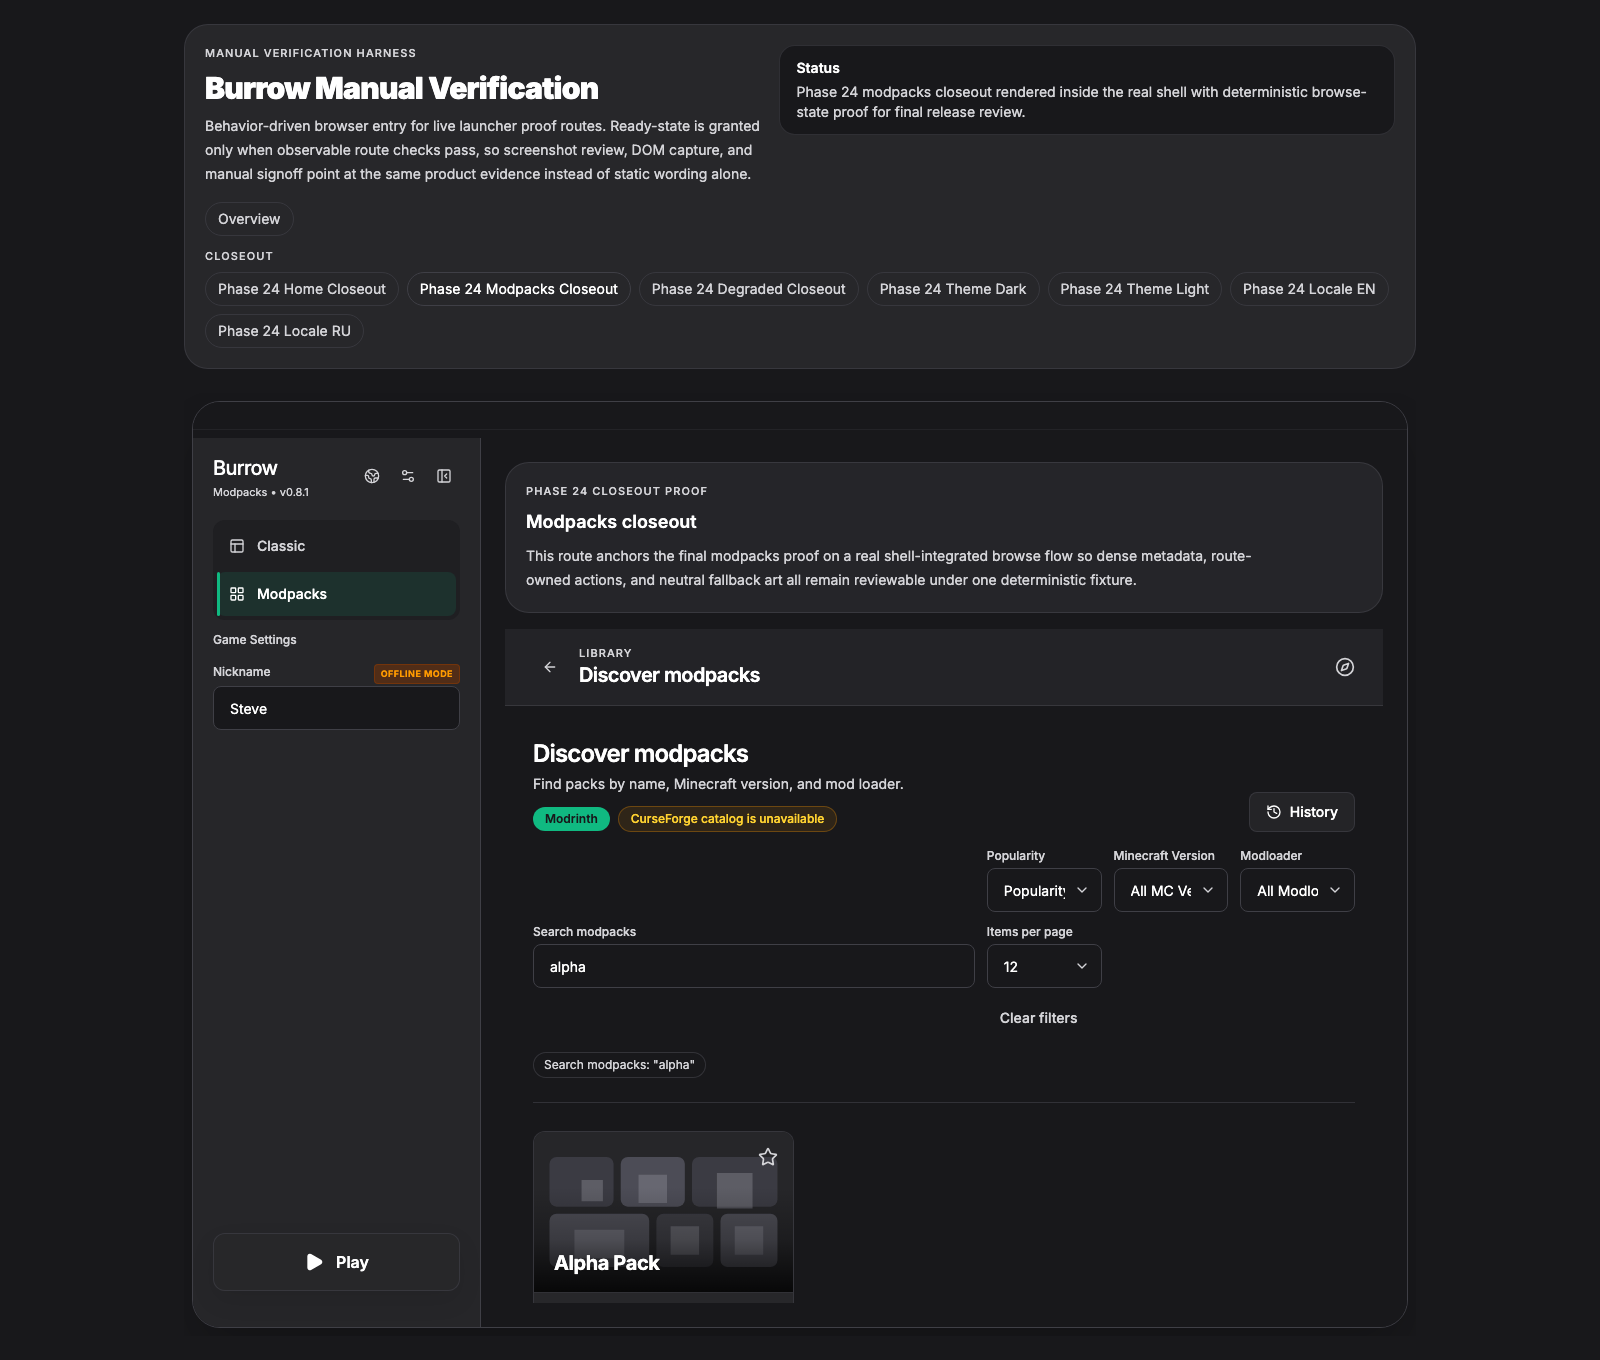 MANUAL VERIFICATION HARNESS
Burrow Manual Verification
Behavior-driven browser entry for live launcher proof routes. Ready-state is granted
only when observable route checks pass, so screenshot review, DOM capture, and
manual signoff point at the same product evidence instead of static wording alone.
Status
Phase 24 modpacks closeout rendered inside the real shell with deterministic browse-
state proof for final release review.
Overview
CLOSEOUT
Phase 24 Home Closeout
Phase 24 Modpacks Closeout
Phase 24 Degraded Closeout
Phase 24 Theme Dark
Phase 24 Theme Light
Phase 24 Locale EN
Phase 24 Locale RU
Burrow
Modpacks • v0.8.1
Classic
Modpacks
Game Settings
Nickname
OFFLINE MODE
Steve
Play
PHASE 24 CLOSEOUT PROOF
Modpacks closeout
This route anchors the final modpacks proof on a real shell-integrated browse flow so dense metadata, route-
owned actions, and neutral fallback art all remain reviewable under one deterministic fixture.
LIBRARY
Discover modpacks
Discover modpacks
Find packs by name, Minecraft version, and mod loader.
Modrinth
CurseForge catalog is unavailable
History
Popularity
Minecraft Version
Modloader
Popularity
All MC Ve
All Modlo
Search modpacks
Items per page
alpha
12
Clear filters
Search modpacks: "alpha"
Alpha Pack